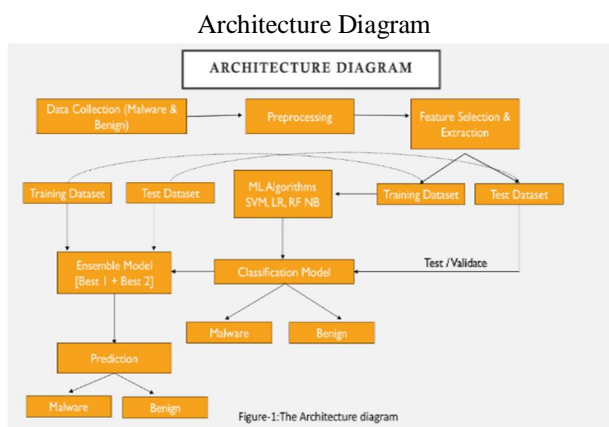 Architecture Diagram
ARCHITECTURE DIAGRAM
Data Collection (Malware &
Benign)
Preprocessing
Feature Selection &
Extraction
Training Dataset
Test Dataset
ML Algorithms
SVM, LR, RF NB
Training Dataset
Test Dataset
Ensemble Model
[Best 1 + Best 2]
Classification Model
Test / Validate
Malware
Benign
Prediction
Malware
Benign
Figure-1:The Architecture diagram